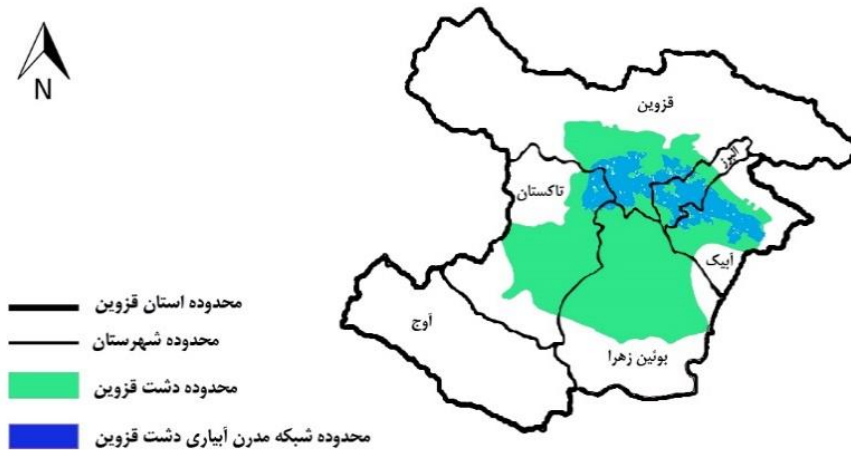 N
قزوین
البرز
تاکستان
آبیک
آوج
بوئین زهرا
محدوده استان قزوین
محدوده شهرستان
محدوده دشت قزوین
محدوده شبکه مدرن آبیاری دشت قزوین